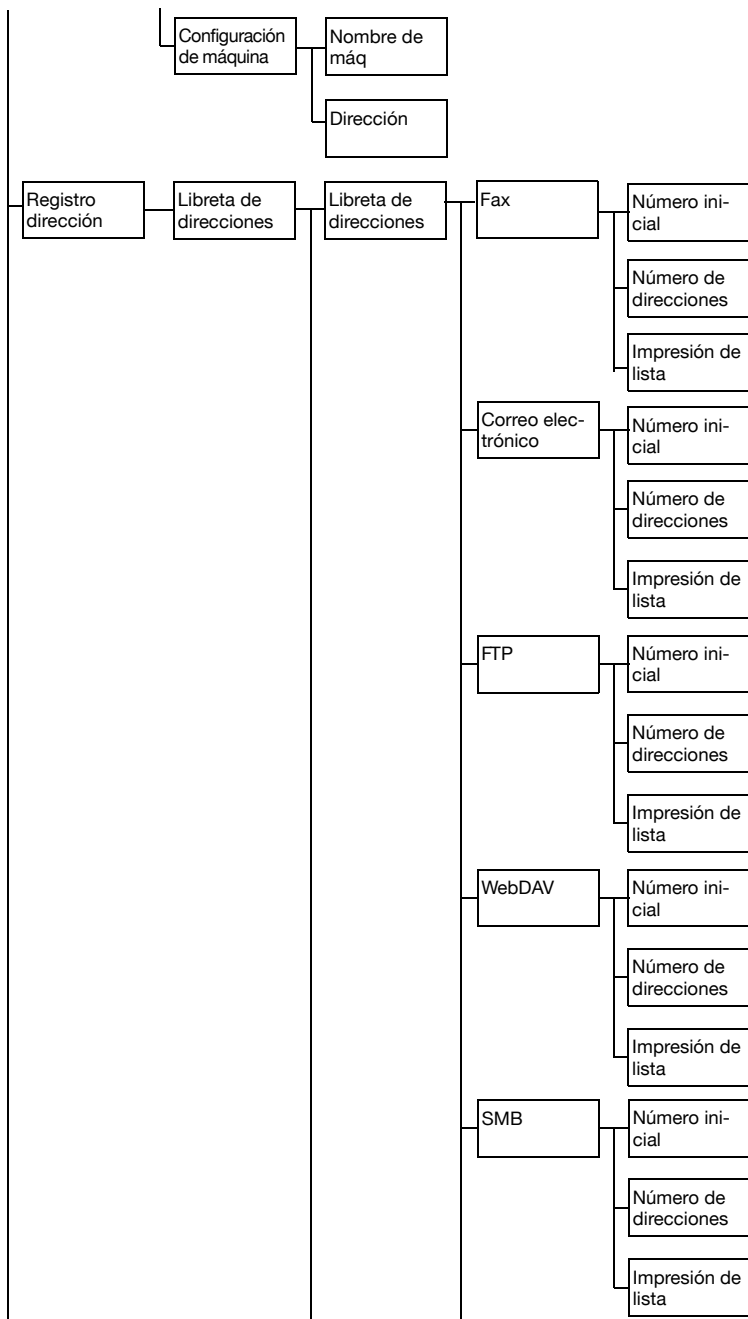 Configuración
de máquina
Nombre de
máq
Dirección
Registro
dirección
Libreta de
direcciones
Libreta de
direcciones
Fax
Número ini-
cial
Número de
direcciones
Impresión de
lista
Correo elec-
trónico
Número ini-
cial
Número de
direcciones
Impresión de
lista
FTP
Número ini-
cial
Número de
direcciones
Impresión de
lista
WebDAV
Número ini-
cial
Número de
direcciones
Impresión de
lista
SMB
Número ini-
cial
Número de
direcciones
Impresión de
lista